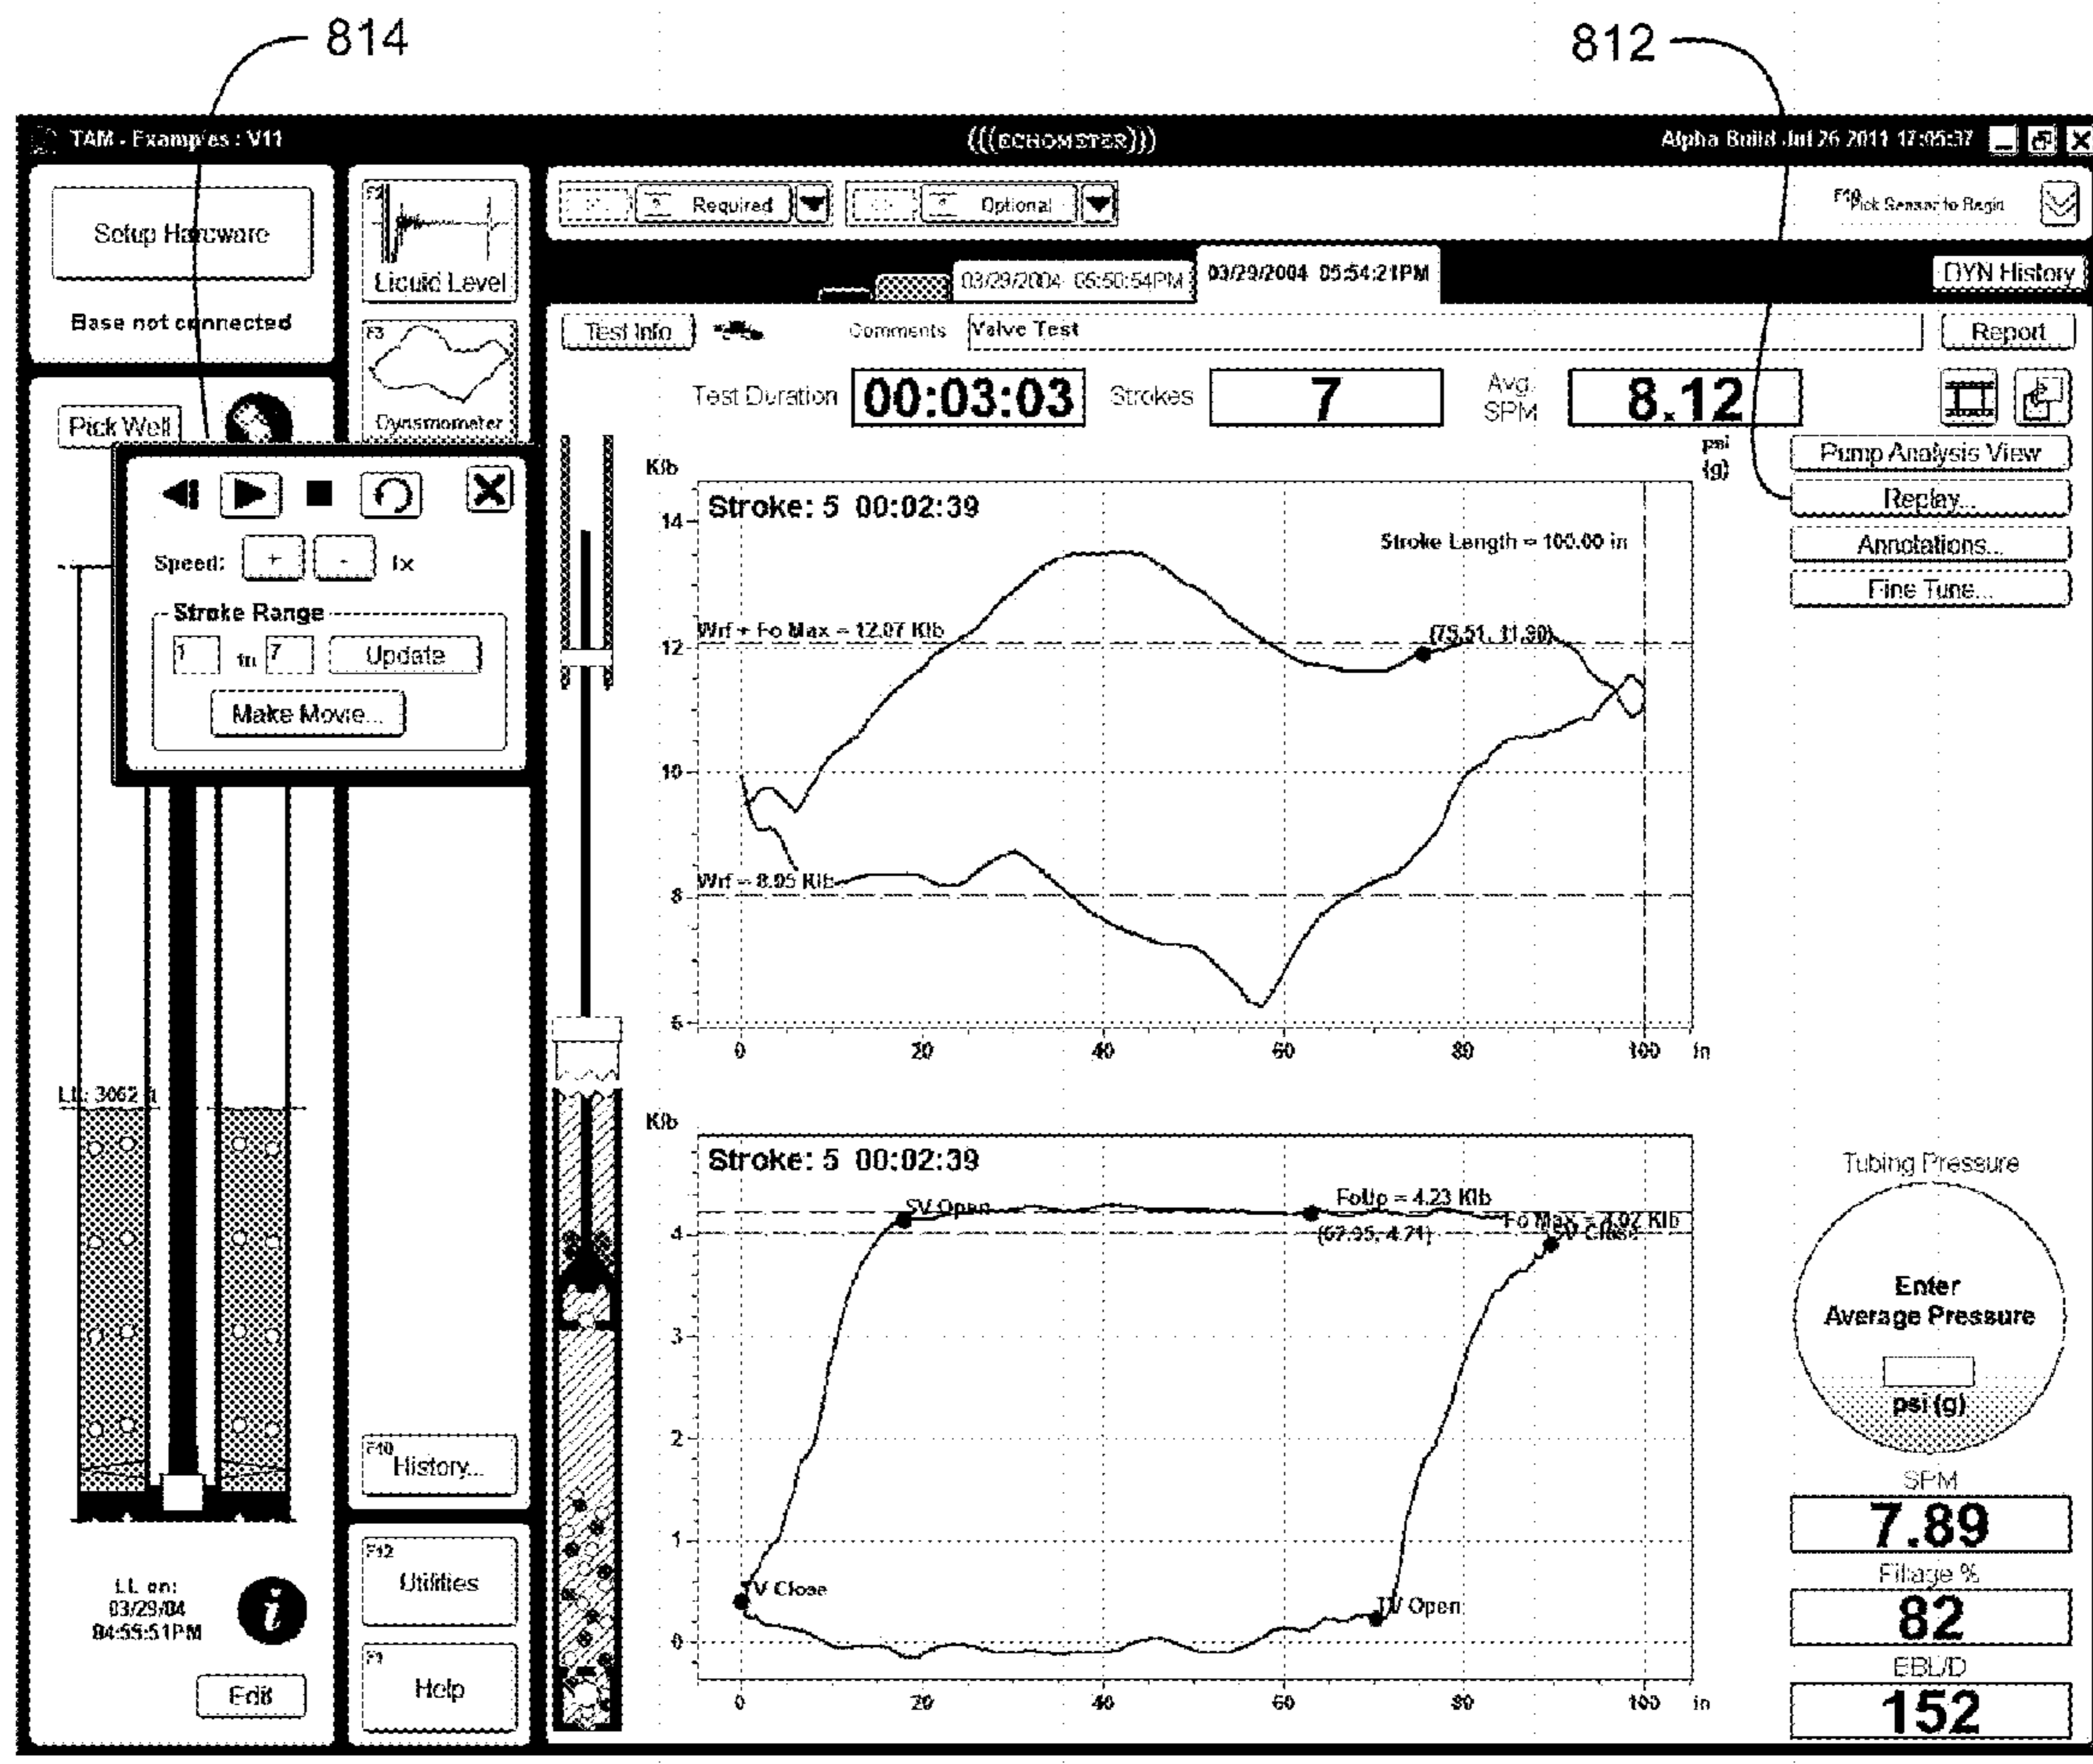 814
812
TAM - Examples : V11
(((ECHOMETER)))
Alpha Build Jul 26 2011 17:05:37
Setup Hardware
Base not connected
F2
Liquid Level
F3
Dynamometer
Required
Optional
Pick Sensor to Begin
03/29/2004 05:50:54PM
03/29/2004 05:54:21PM
DYN History
Test Info
Comments
Valve Test
Report
Test Duration
00:03:03
Strokes
7
Avg.
SPM
8.12
Pick Well
psi
(g)
Pump Analysis View
Replay...
Annotations...
Fine Tune...
Speed:
+
-
1x
Stroke Range
1
to
7
Update
Make Movie...
Klb
Stroke: 5 00:02:39
Stroke Length = 100.00 in
Wrf + Fo Max = 12.07 Klb
(75.51, 11.90)
Wrf = 8.05 Klb
14
12
10
8
6
0
20
40
60
80
100
in
Klb
Stroke: 5 00:02:39
SV Open
FoUp = 4.23 Klb
Fo Max = 4.02 Klb
SV Close
TV Close
TV Open
4
3
2
1
0
0
20
40
60
80
100
in
LL: 3062 ft
LL on:
03/29/04
04:55:51PM
Edit
F10
History...
F12
Utilities
F1
Help
Tubing Pressure
Enter
Average Pressure
psi (g)
SPM
7.89
Fillage %
82
EBL/D
152